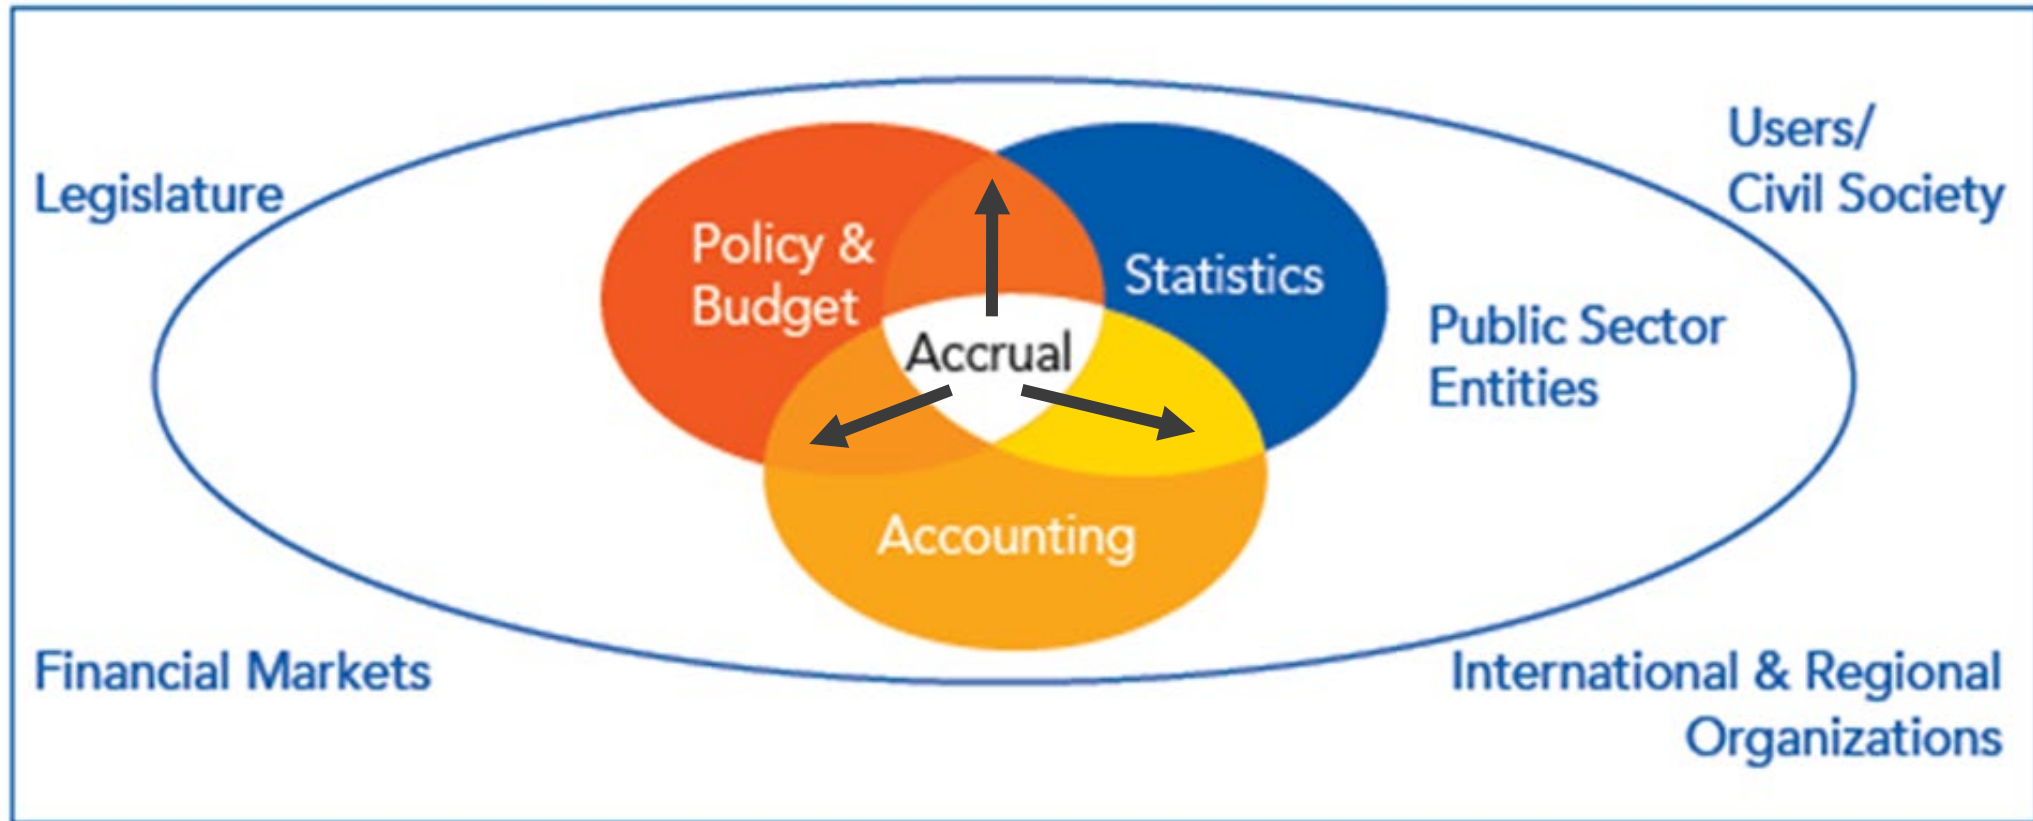 Legislature
Users/
Civil Society
Policy &
Budget
Statistics
Accrual
Public Sector
Entities
Accounting
Financial Markets
International & Regional
Organizations